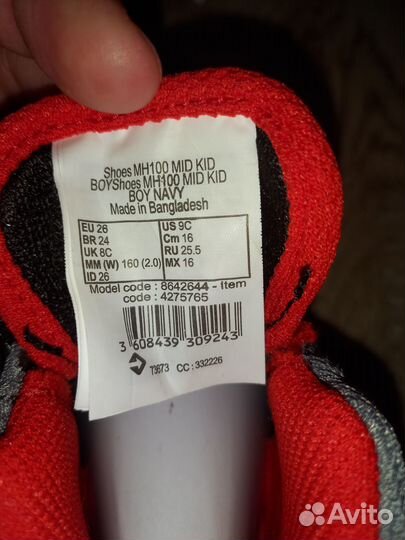 Shoes MH100 MID KID
BOYShoes MH100 MID KID
BOY NAVY
Made in Bangladesh
EU 26 US 9C
BR 24 Cm 16
UK 8C RU 25.5
MM (W) 160 (2.0) MX 16
ID 26
Model code : 8642644 - Item
code : 4275765
3 608439 309243
73673 CC : 332226
Avito